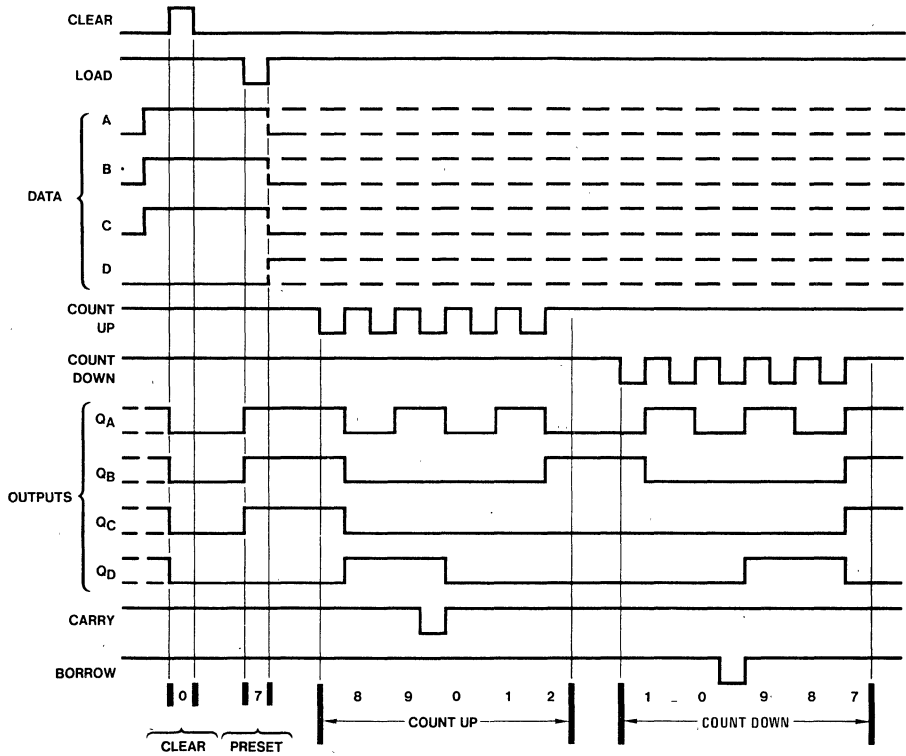 CLEAR
LOAD
DATA
A
B
C
D
COUNT
UP
COUNT
DOWN
OUTPUTS
QA
QB
QC
QD
CARRY
BORROW
0 7 8 9 0 1 2 1 0 9 8 7
COUNT UP COUNT DOWN
CLEAR PRESET